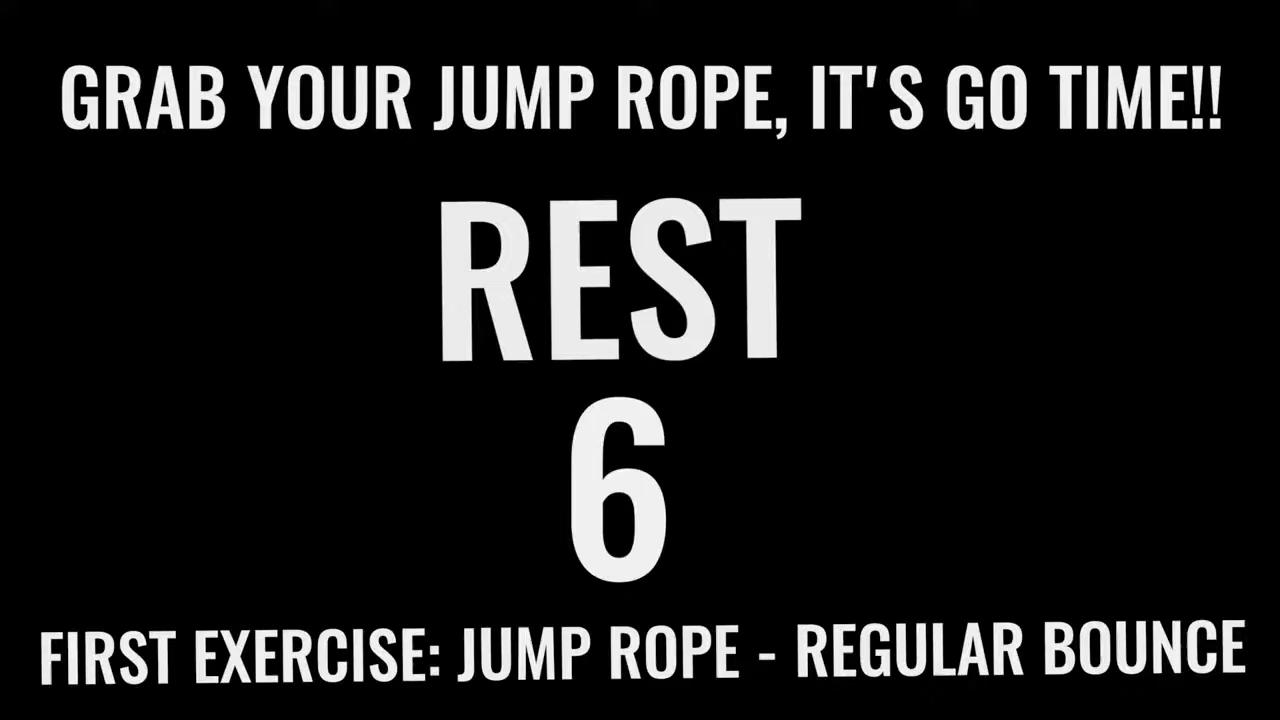 GRAB YOUR JUMP ROPE, IT'S GO TIME!!
REST
6
FIRST EXERCISE: JUMP ROPE - REGULAR BOUNCE